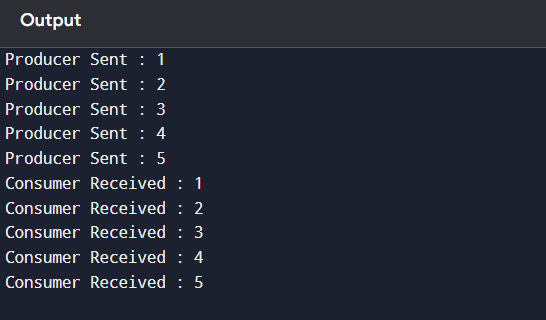 Output
Producer Sent : 1
Producer Sent : 2
Producer Sent : 3
Producer Sent : 4
Producer Sent : 5
Consumer Received : 1
Consumer Received : 2
Consumer Received : 3
Consumer Received : 4
Consumer Received : 5